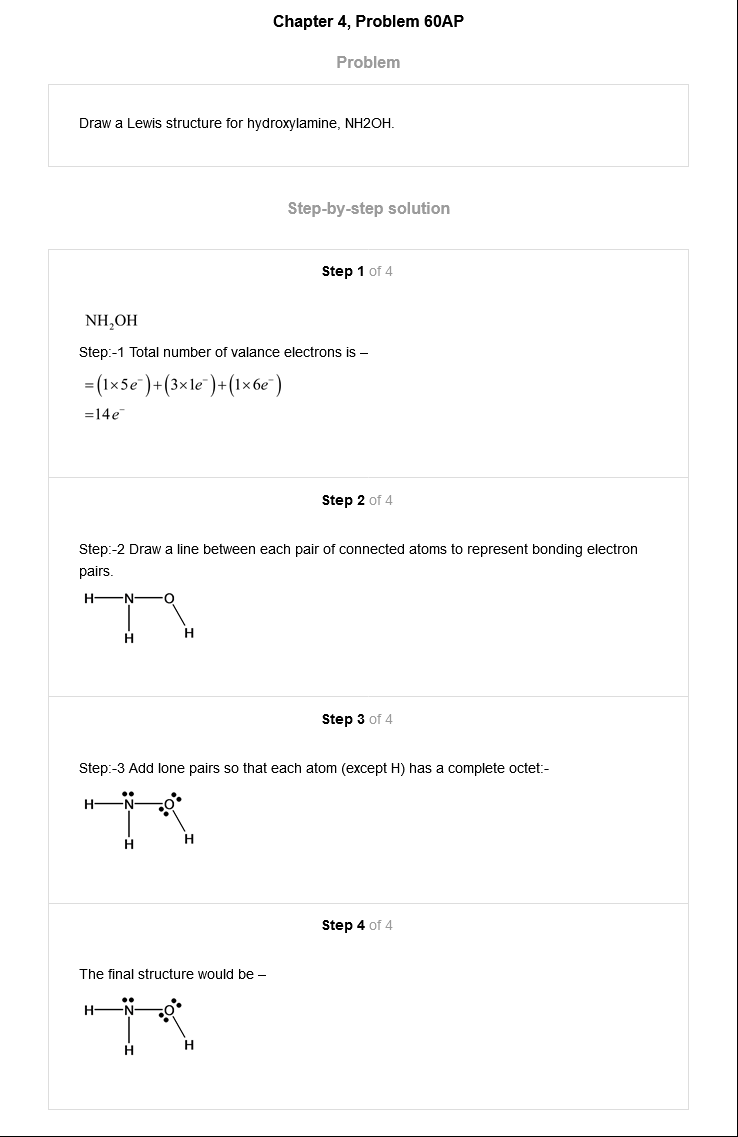 Chapter 4, Problem 60AP
Problem
Draw a Lewis structure for hydroxylamine, NH2OH.
Step-by-step solution
Step 1 of 4
NH₂OH
Step:-1 Total number of valance electrons is –
=(1×5e⁻)+(3×1e⁻)+(1×6e⁻)
=14e⁻
Step 2 of 4
Step:-2 Draw a line between each pair of connected atoms to represent bonding electron
pairs.
H—N—O
H H
Step 3 of 4
Step:-3 Add lone pairs so that each atom (except H) has a complete octet:-
H—N—O
H H
Step 4 of 4
The final structure would be –
H—N—O
H H